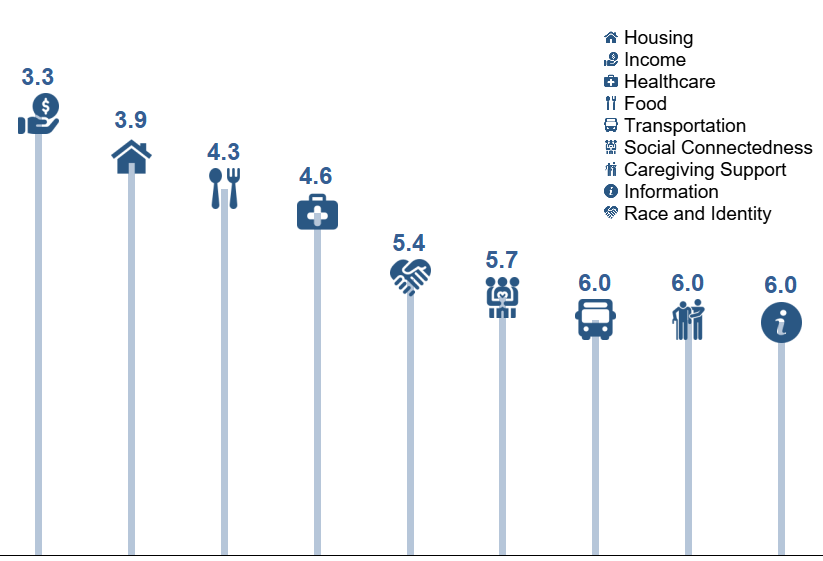 3.3
3.9
4.3
4.6
5.4
5.7
6.0
6.0
6.0
Housing
Income
Healthcare
Food
Transportation
Social Connectedness
Caregiving Support
Information
Race and Identity